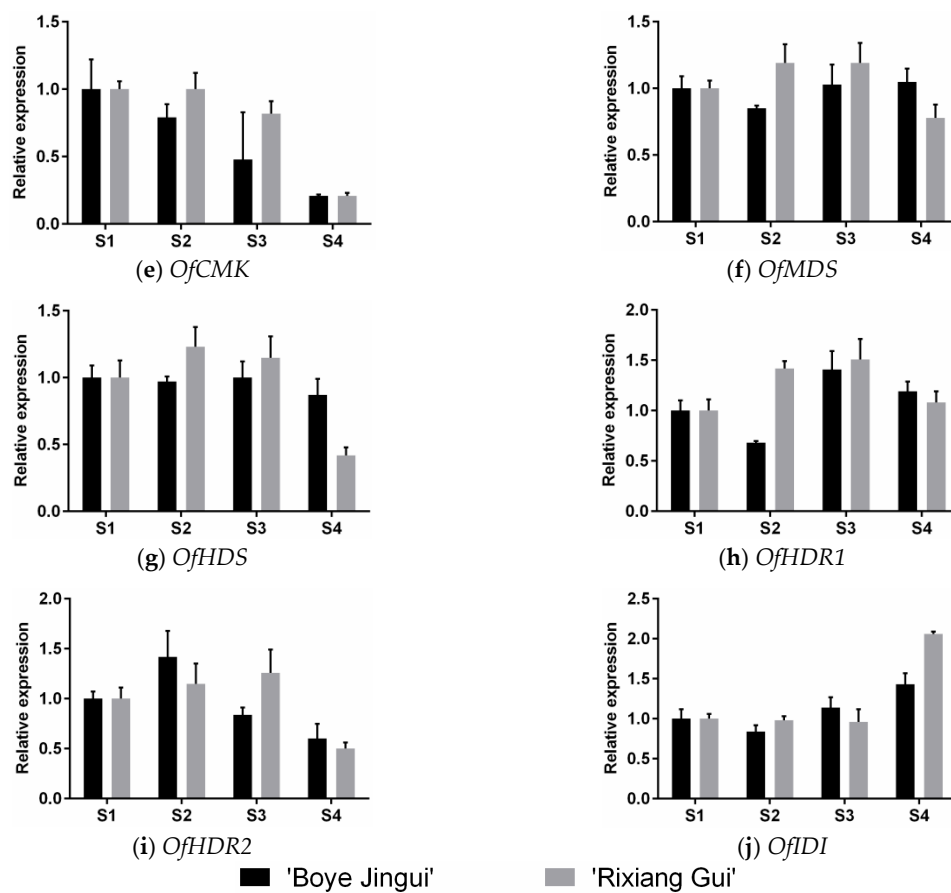 Relative expression
1.5
1.0
0.5
0.0
S1 S2 S3 S4
(e) OfCMK
Relative expression
1.5
1.0
0.5
0.0
S1 S2 S3 S4
(f) OfMDS
Relative expression
1.5
1.0
0.5
0.0
S1 S2 S3 S4
(g) OfHDS
Relative expression
2.0
1.5
1.0
0.5
0.0
S1 S2 S3 S4
(h) OfHDR1
Relative expression
2.0
1.5
1.0
0.5
0.0
S1 S2 S3 S4
(i) OfHDR2
Relative expression
2.5
2.0
1.5
1.0
0.5
0.0
S1 S2 S3 S4
(j) OfIDI
'Boye Jingui' 'Rixiang Gui'